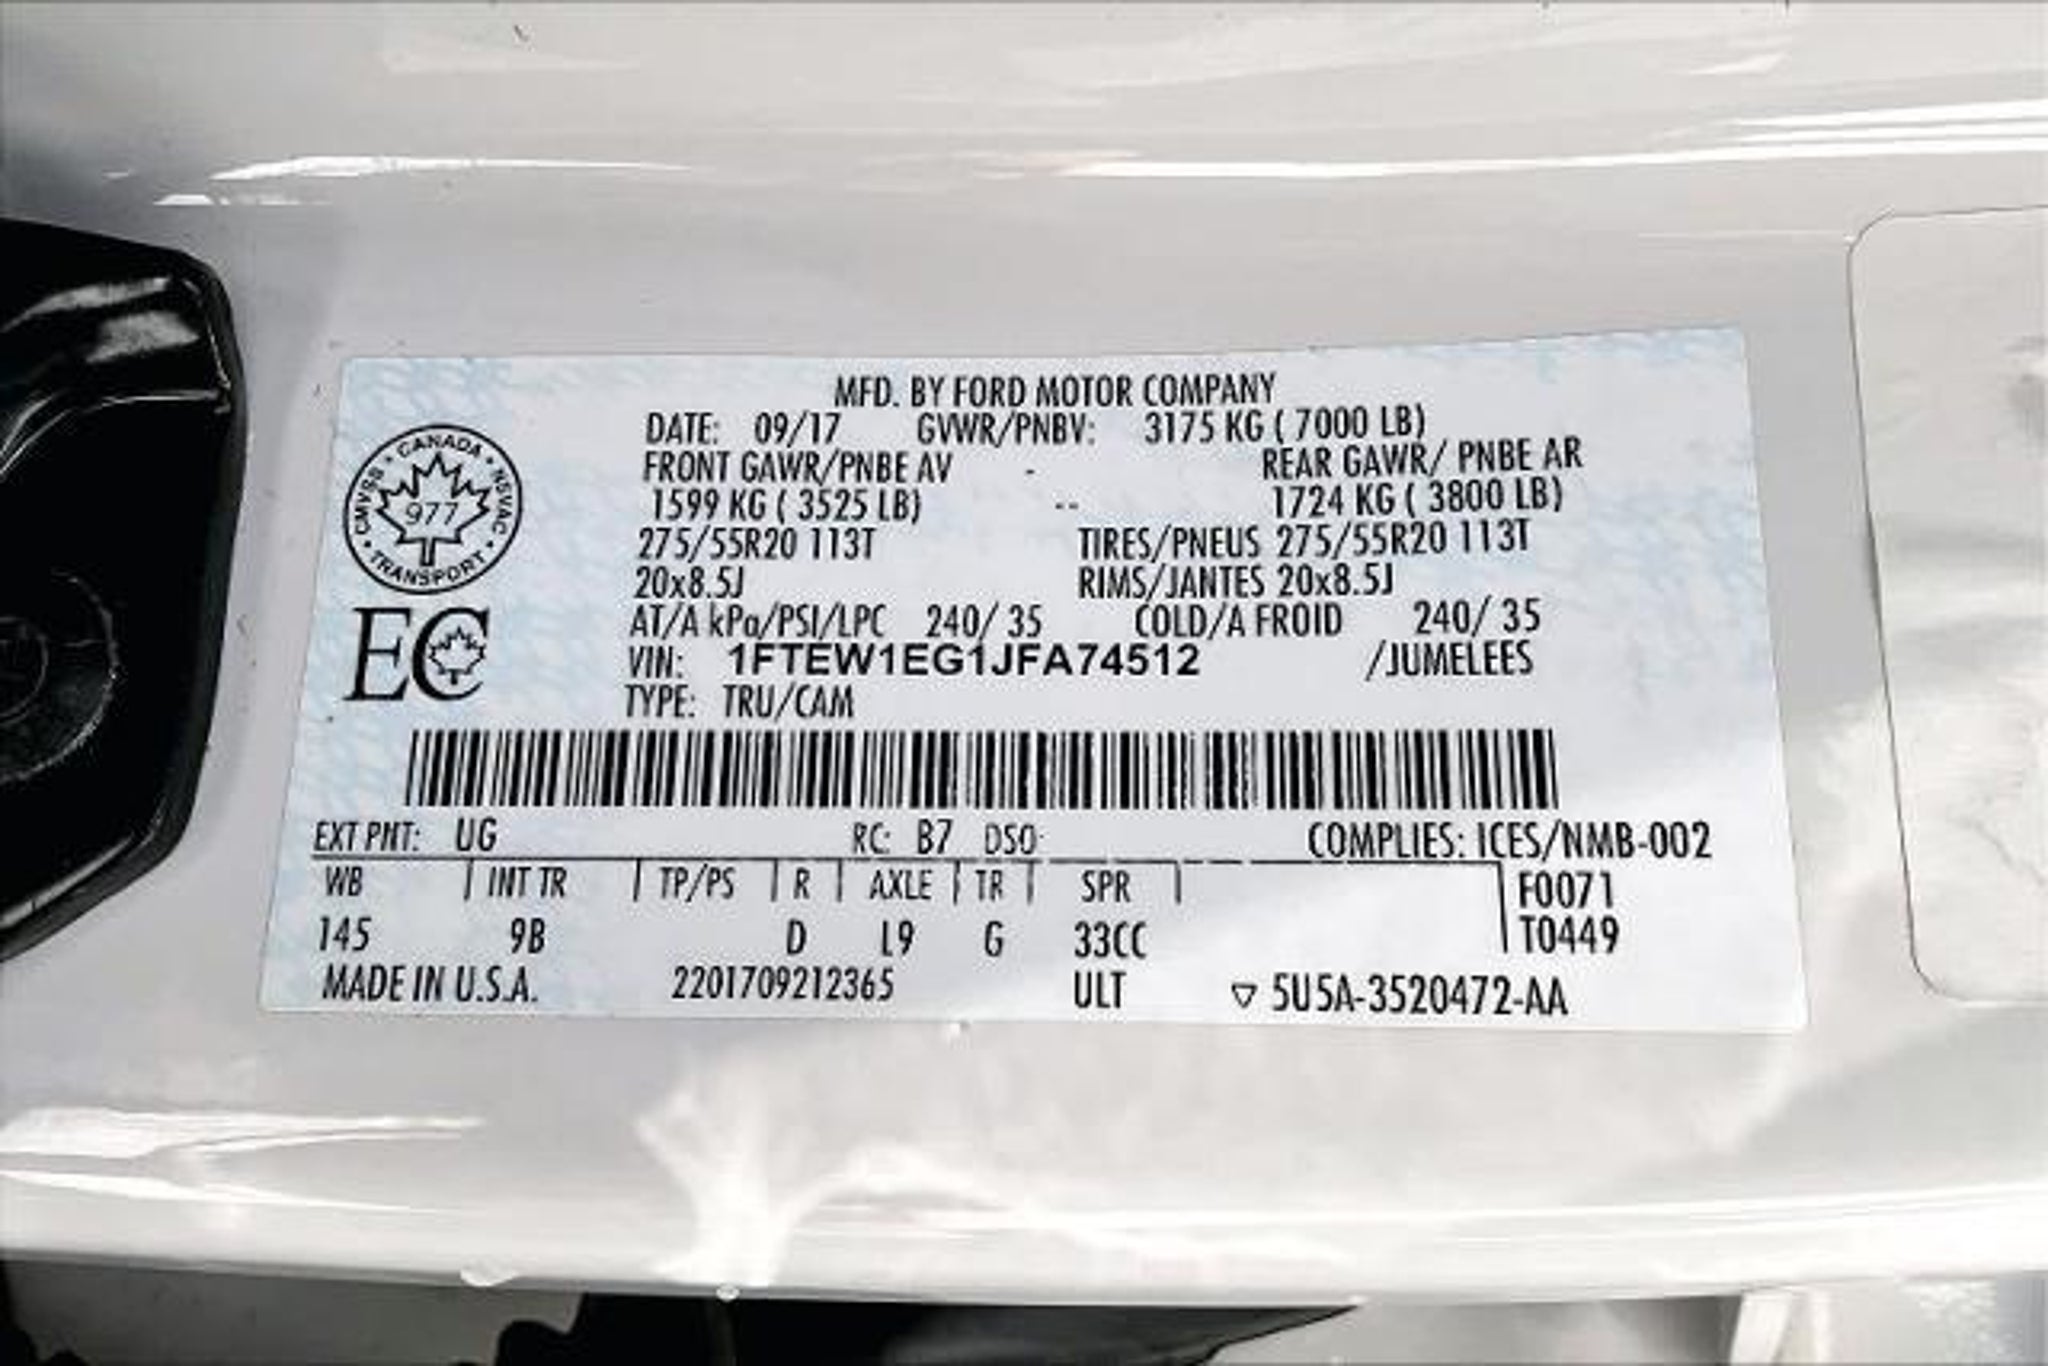 MFD. BY FORD MOTOR COMPANY
DATE: 09/17 GVWR/PNBV: 3175 KG ( 7000 LB)
FRONT GAWR/PNBE AV - REAR GAWR/ PNBE AR
1599 KG ( 3525 LB) -- 1724 KG ( 3800 LB)
275/55R20 113T TIRES/PNEUS 275/55R20 113T
20x8.5J RIMS/JANTES 20x8.5J
AT/A kPa/PSI/LPC 240/ 35 COLD/A FROID 240/ 35
VIN: 1FTEW1EG1JFA74512 /JUMELEES
TYPE: TRU/CAM
CANADA • NSVAC • TRANSPORT • CMVSS •
977
EC
EXT PNT: UG RC: B7 DSO: COMPLIES: ICES/NMB-002
WB INT TR TP/PS R AXLE TR SPR F0071
145 9B D L9 G 33CC T0449
MADE IN U.S.A. 2201709212365 ULT ▽ 5U5A-3520472-AA